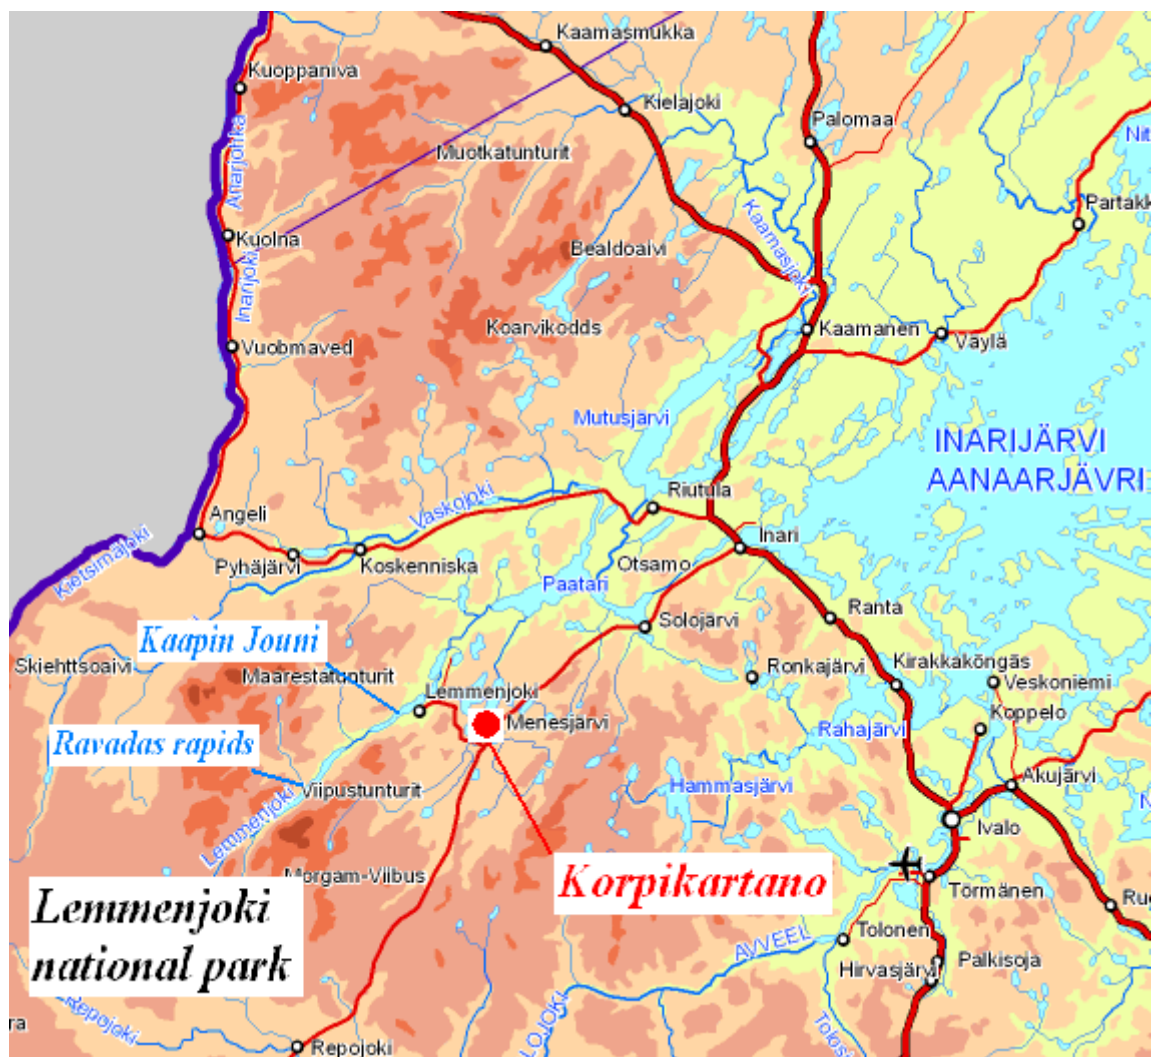 Kaamasmukka
Kuoppaniva
Kielajoki
Palomaa
Anarjohka
Muotkatunturit
Partakk
Kuolna
Bealdoaivi
Kaamasjoki
Inarijoki
Koarvikodds
Kaamanen
Väylä
Vuobmaved
Mutusjärvi
INARIJÄRVI
AANAARJÄVRI
Riutula
Vaskojoki
Angeli
Inari
Kietsimäjoki
Pyhäjärvi
Koskenniska
Otsamo
Paatari
Ranta
Solojärvi
Kaapin Jouni
Skiehttsoaivi
Maarestatunturit
Ronkajärvi
Kirakkaköngäs
Veskoniemi
Lemmenjoki
Menesjärvi
Koppelo
Rahajärvi
Ravadas rapids
Viipustunturit
Hammasjärvi
Akujärvi
Lemmenjoki
Ivalo
Morgam-Viibus
Korpikartano
Törmänen
Lemmenjoki
national park
Tolonen
AVVEEL
Palkisoja
Hirvasjärvi
Repojoki
LOJOKI
Repojoki